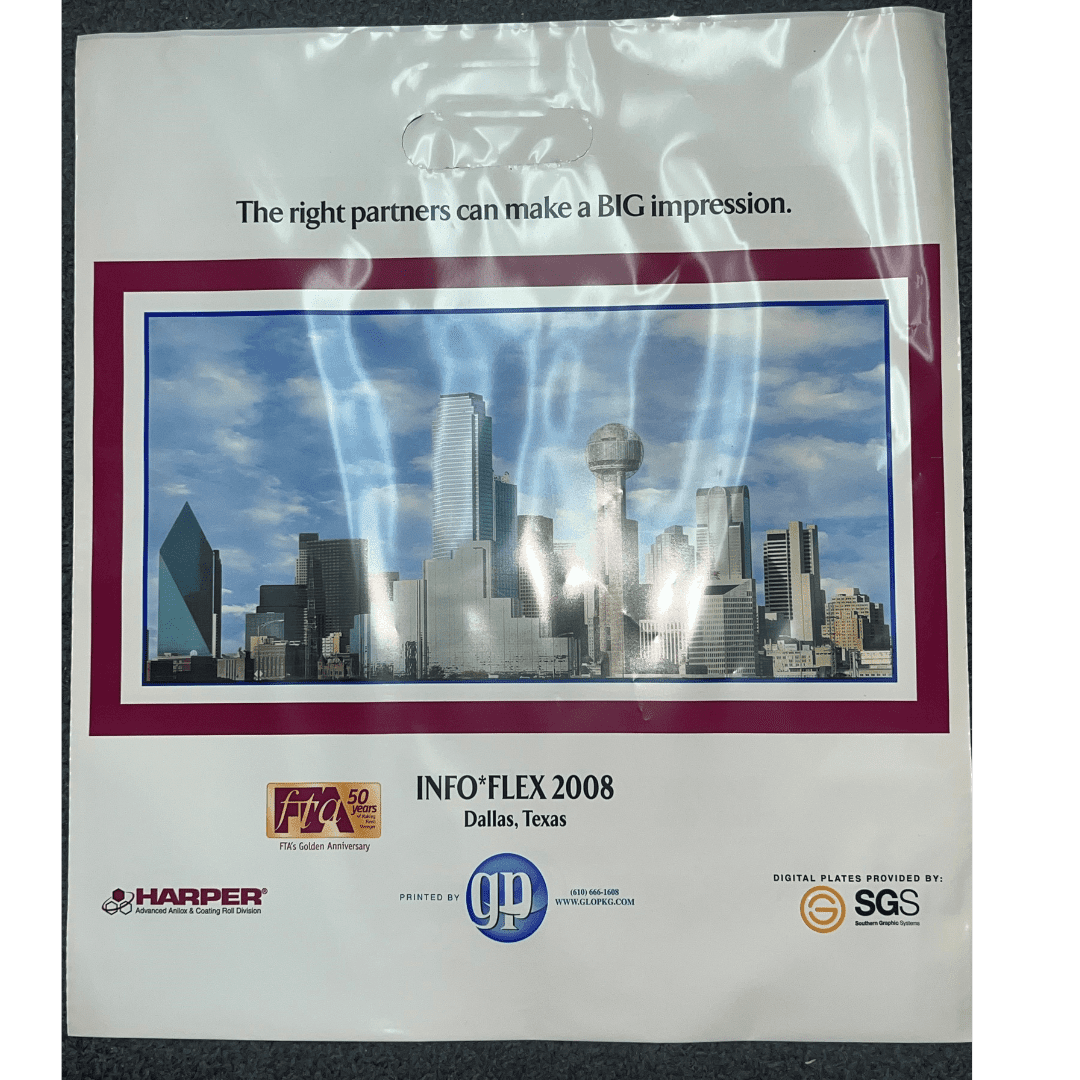 The right partners can make a BIG impression.
INFO*FLEX 2008
Dallas, Texas
fta 50
years
of Making
FTA's Golden Anniversary
HARPER®
Advanced Anilox & Coating Roll Division
PRINTED BY gp (610) 666-1608
WWW.GLOPKG.COM
DIGITAL PLATES PROVIDED BY:
G SGS
Southern Graphic Systems